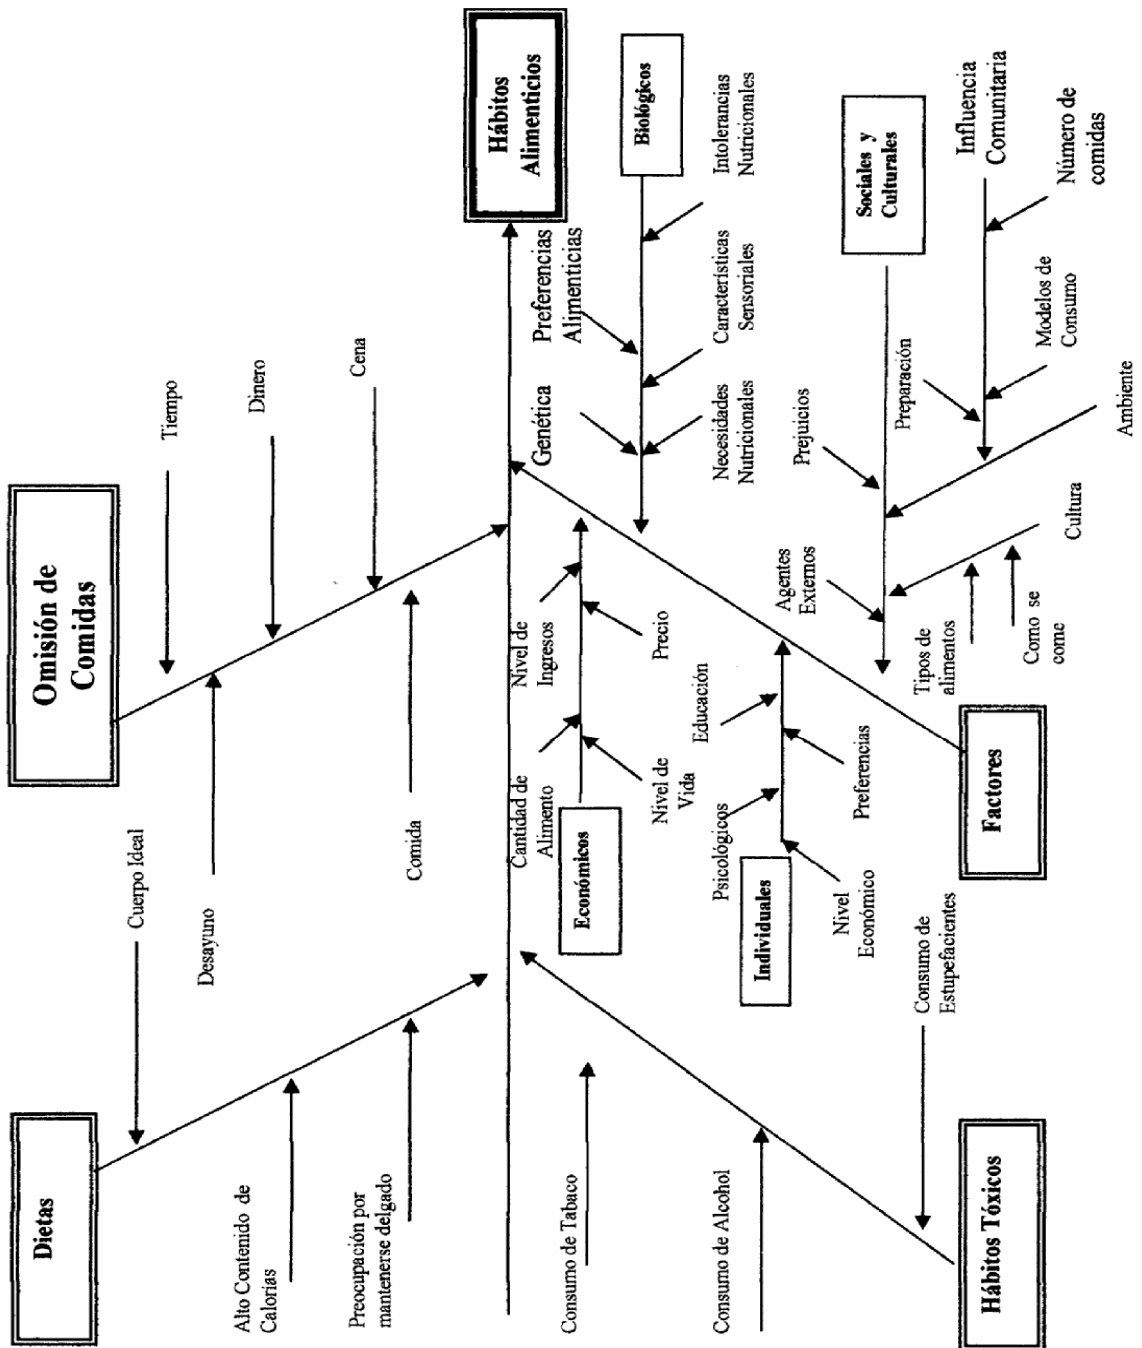 Dietas
Cuerpo Ideal
Alto Contenido de
Calorías
Preocupación por
mantenerse delgado
Omisión de
Comidas
Tiempo
Desayuno
Dinero
Cena
Comida
Hábitos
Alimenticios
Hábitos Tóxicos
Consumo de Tabaco
Consumo de Alcohol
Consumo de
Estupefacientes
Factores
Económicos
Cantidad de
Alimento
Nivel de
Ingresos
Nivel de
Vida
Precio
Individuales
Psicológicos
Educación
Nivel
Económico
Preferencias
Biológicos
Genética
Preferencias
Alimenticias
Necesidades
Nutricionales
Características
Sensoriales
Intolerancias
Nutricionales
Sociales y
Culturales
Agentes
Externos
Prejuicios
Tipos de
alimentos
Como se
come
Cultura
Ambiente
Preparación
Modelos de
Consumo
Influencia
Comunitaria
Número de
comidas